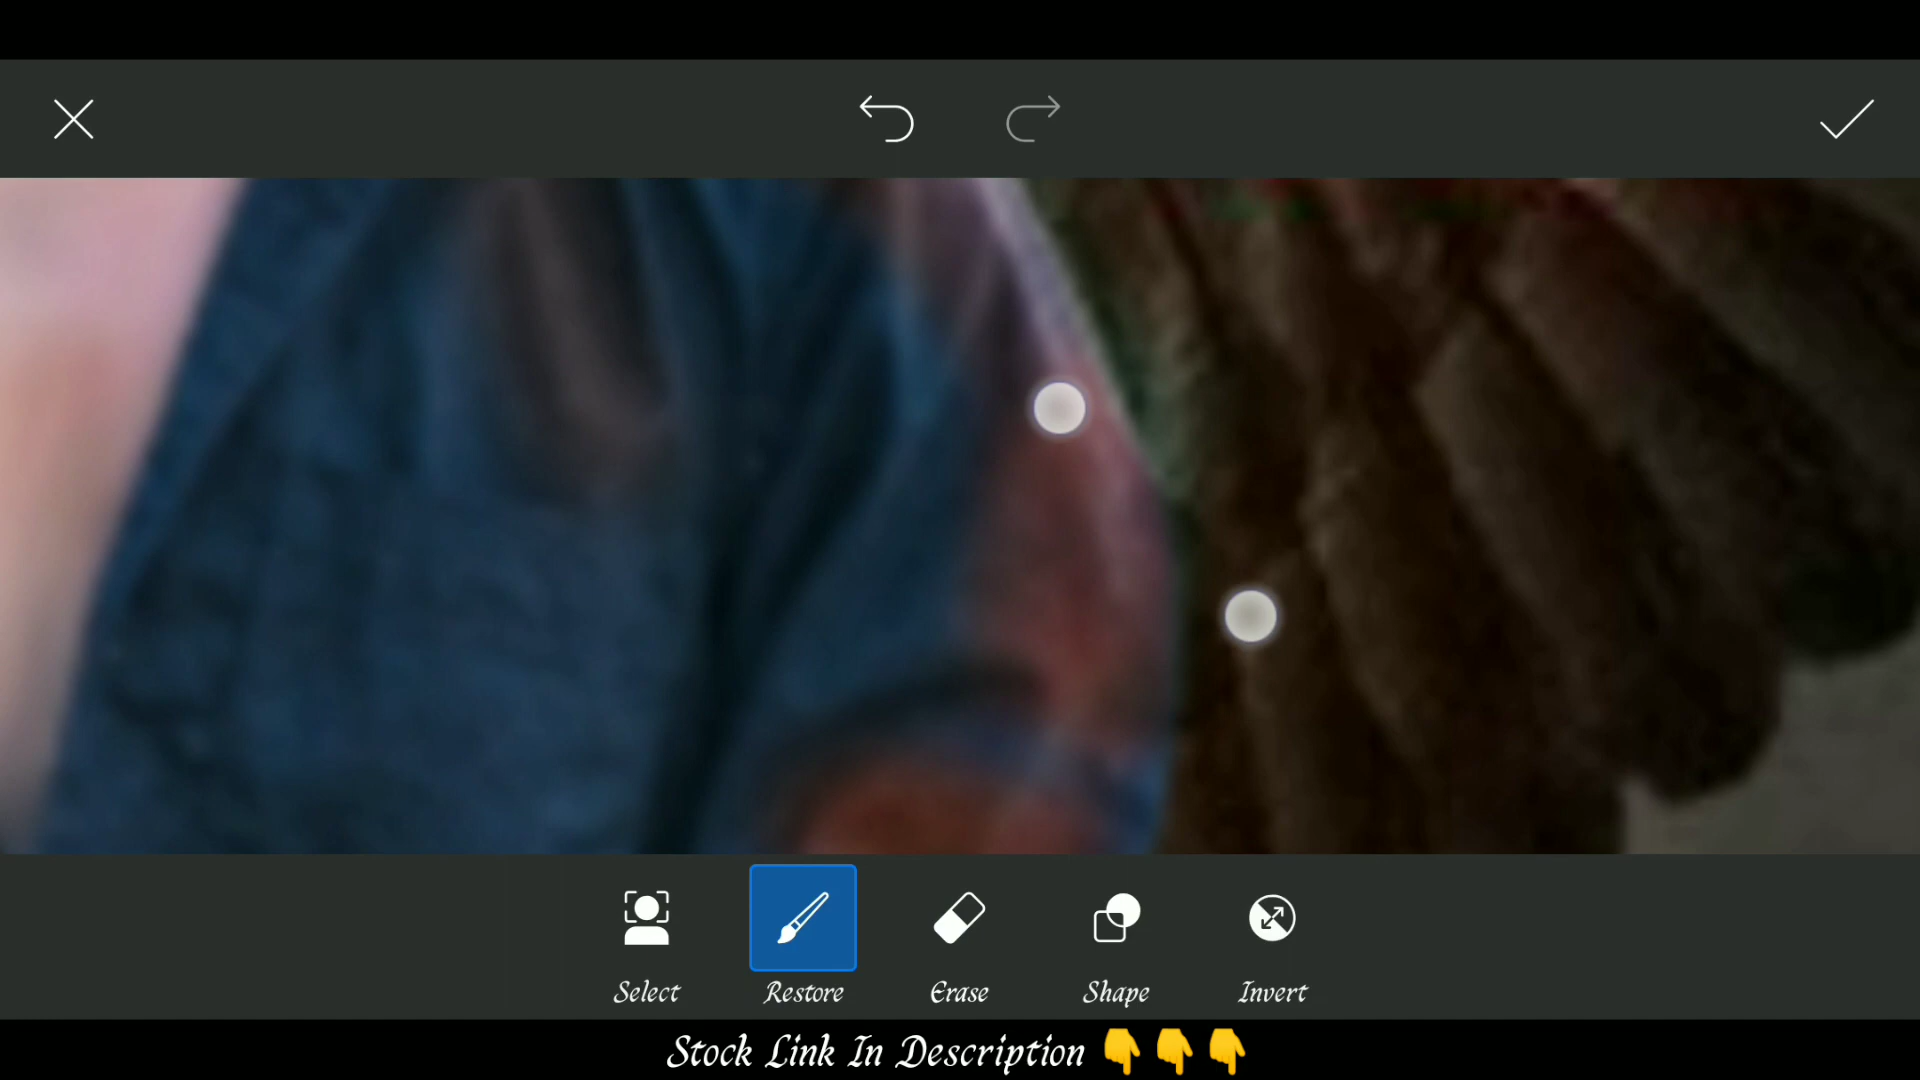 Select
Restore
Erase
Shape
Invert
Stock Link In Description 👇👇👇